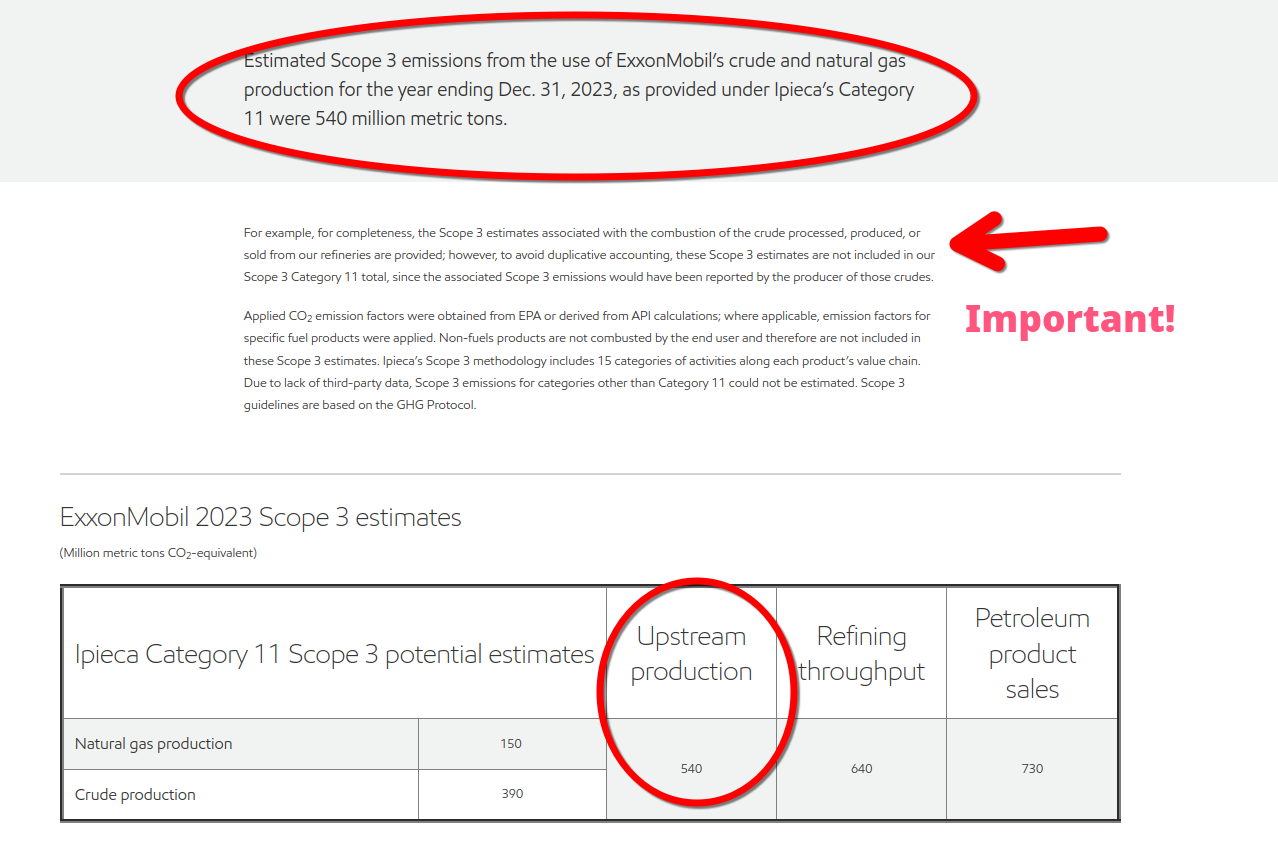 Estimated Scope 3 emissions from the use of ExxonMobil’s crude and natural gas
production for the year ending Dec. 31, 2023, as provided under Ipieca’s Category
11 were 540 million metric tons.
For example, for completeness, the Scope 3 estimates associated with the combustion of the crude processed, produced, or
sold from our refineries are provided; however, to avoid duplicative accounting, these Scope 3 estimates are not included in our
Scope 3 Category 11 total, since the associated Scope 3 emissions would have been reported by the producer of those crudes.
Important!
Applied CO₂ emission factors were obtained from EPA or derived from API calculations; where applicable, emission factors for
specific fuel products were applied. Non-fuels products are not combusted by the end user and therefore are not included in
these Scope 3 estimates. Ipieca’s Scope 3 methodology includes 15 categories of activities along each product’s value chain.
Due to lack of third-party data, Scope 3 emissions for categories other than Category 11 could not be estimated. Scope 3
guidelines are based on the GHG Protocol.
ExxonMobil 2023 Scope 3 estimates
(Million metric tons CO₂-equivalent)
Ipieca Category 11 Scope 3 potential estimates
Upstream
production
Refining
throughput
Petroleum
product
sales
Natural gas production 150
Crude production 390
540 640 730